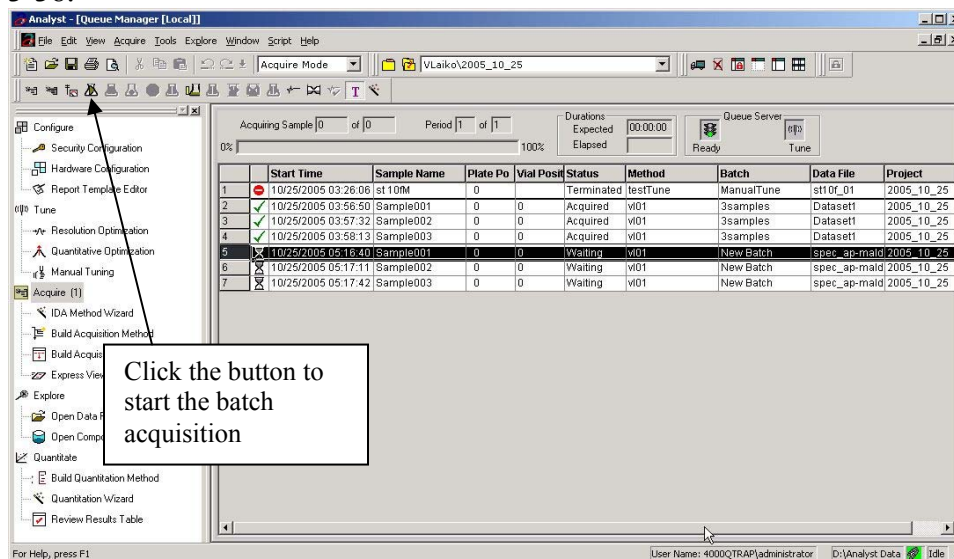 Analyst - [Queue Manager [Local]]
File Edit View Acquire Tools Explore Window Script Help
Acquire Mode VLaiko\2005_10_25
T
Configure
Security Configuration
Hardware Configuration
Report Template Editor
Tune
Resolution Optimization
Quantitative Optimization
Manual Tuning
Acquire (1)
IDA Method Wizard
Build Acquisition Method
Build Acquis
Express View
Explore
Open Data F
Open Compo
Quantitate
Build Quantitation Method
Quantitation Wizard
Review Results Table
Click the button to
start the batch
acquisition
Acquiring Sample 0 of 0 Period 1 of 1
0% 100%
Durations
Expected 00:00:00
Elapsed
Queue Server
Ready Tune
Start Time Sample Name Plate Po Vial Posit Status Method Batch Data File Project
1 10/25/2005 03:26:06 st10fM 0 Terminated testTune ManualTune st10f_01 2005_10_25
2 10/25/2005 03:56:50 Sample001 0 0 Acquired vl01 3samples Dataset1 2005_10_25
3 10/25/2005 03:57:32 Sample002 0 0 Acquired vl01 3samples Dataset1 2005_10_25
4 10/25/2005 03:58:13 Sample003 0 0 Acquired vl01 3samples Dataset1 2005_10_25
5 10/25/2005 05:16:40 Sample001 0 0 Waiting vl01 New Batch spec_ap-mald 2005_10_25
6 10/25/2005 05:17:11 Sample002 0 0 Waiting vl01 New Batch spec_ap-mald 2005_10_25
7 10/25/2005 05:17:42 Sample003 0 0 Waiting vl01 New Batch spec_ap-mald 2005_10_25
For Help, press F1 User Name: 4000QTRAP\administrator D:\Analyst Data Idle